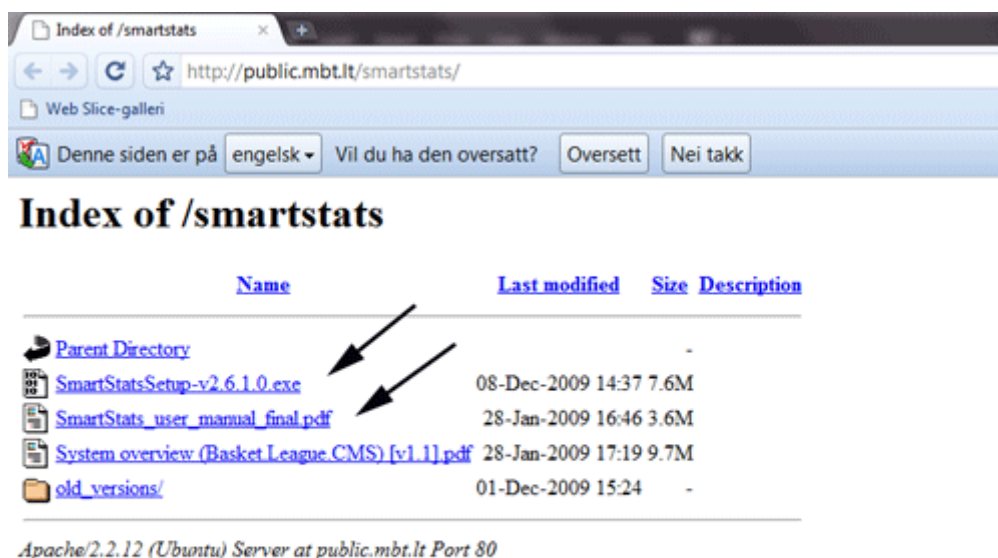 Index of /smartstats
http://public.mbt.lt/smartstats/
Web Slice-galleri
Denne siden er på engelsk Vil du ha den oversatt? Oversett Nei takk
Index of /smartstats
Name Last modified Size Description
Parent Directory -
SmartStatsSetup-v2.6.1.0.exe 08-Dec-2009 14:37 7.6M
SmartStats_user_manual_final.pdf 28-Jan-2009 16:46 3.6M
System overview (Basket.League.CMS) [v1.1].pdf 28-Jan-2009 17:19 9.7M
old_versions/ 01-Dec-2009 15:24 -
Apache/2.2.12 (Ubuntu) Server at public.mbt.lt Port 80